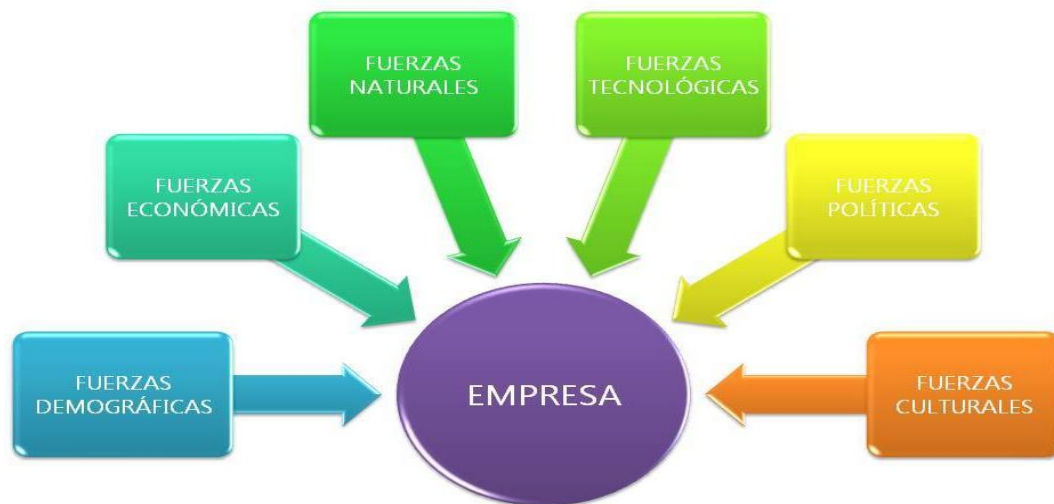 FUERZAS
NATURALES
FUERZAS
TECNOLÓGICAS
FUERZAS
ECONÓMICAS
FUERZAS
POLÍTICAS
FUERZAS
DEMOGRÁFICAS
EMPRESA
FUERZAS
CULTURALES